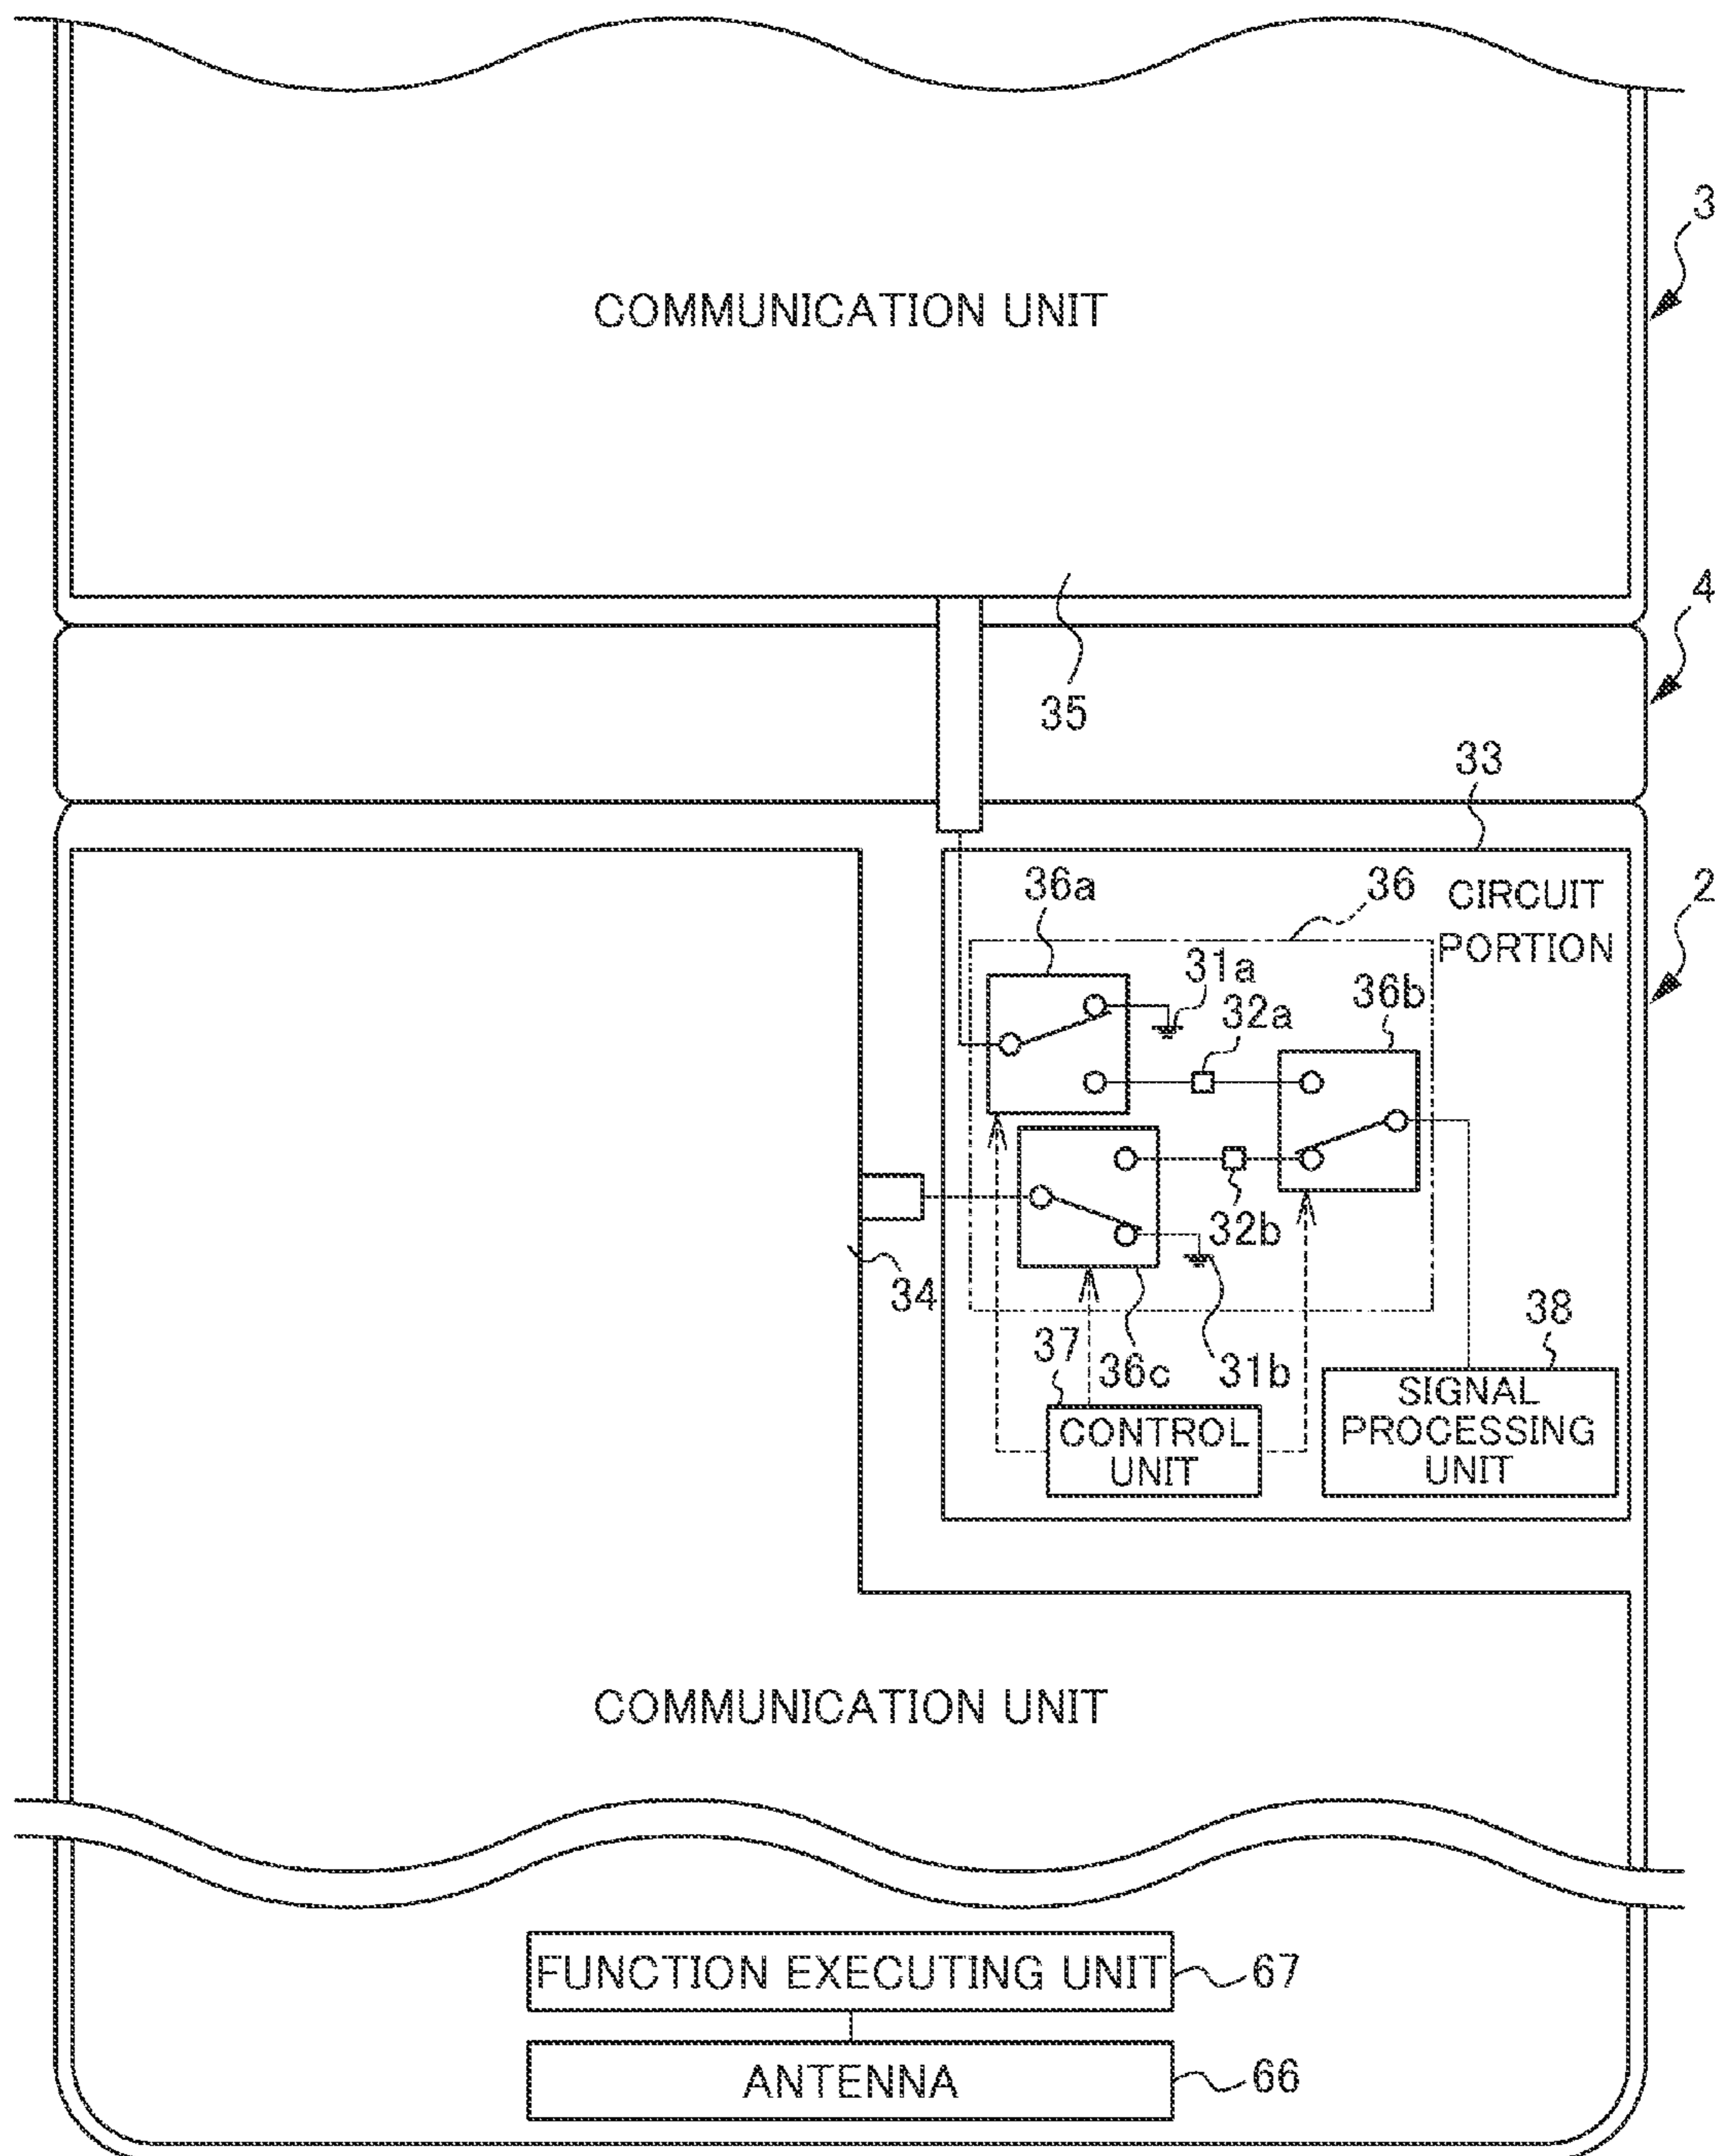 3
COMMUNICATION UNIT
4
35
33
2
36a
36
CIRCUIT
PORTION
31a
32a
36b
32b
34
38
37
36c
31b
SIGNAL
PROCESSING
UNIT
CONTROL
UNIT
COMMUNICATION UNIT
FUNCTION EXECUTING UNIT
67
ANTENNA
66